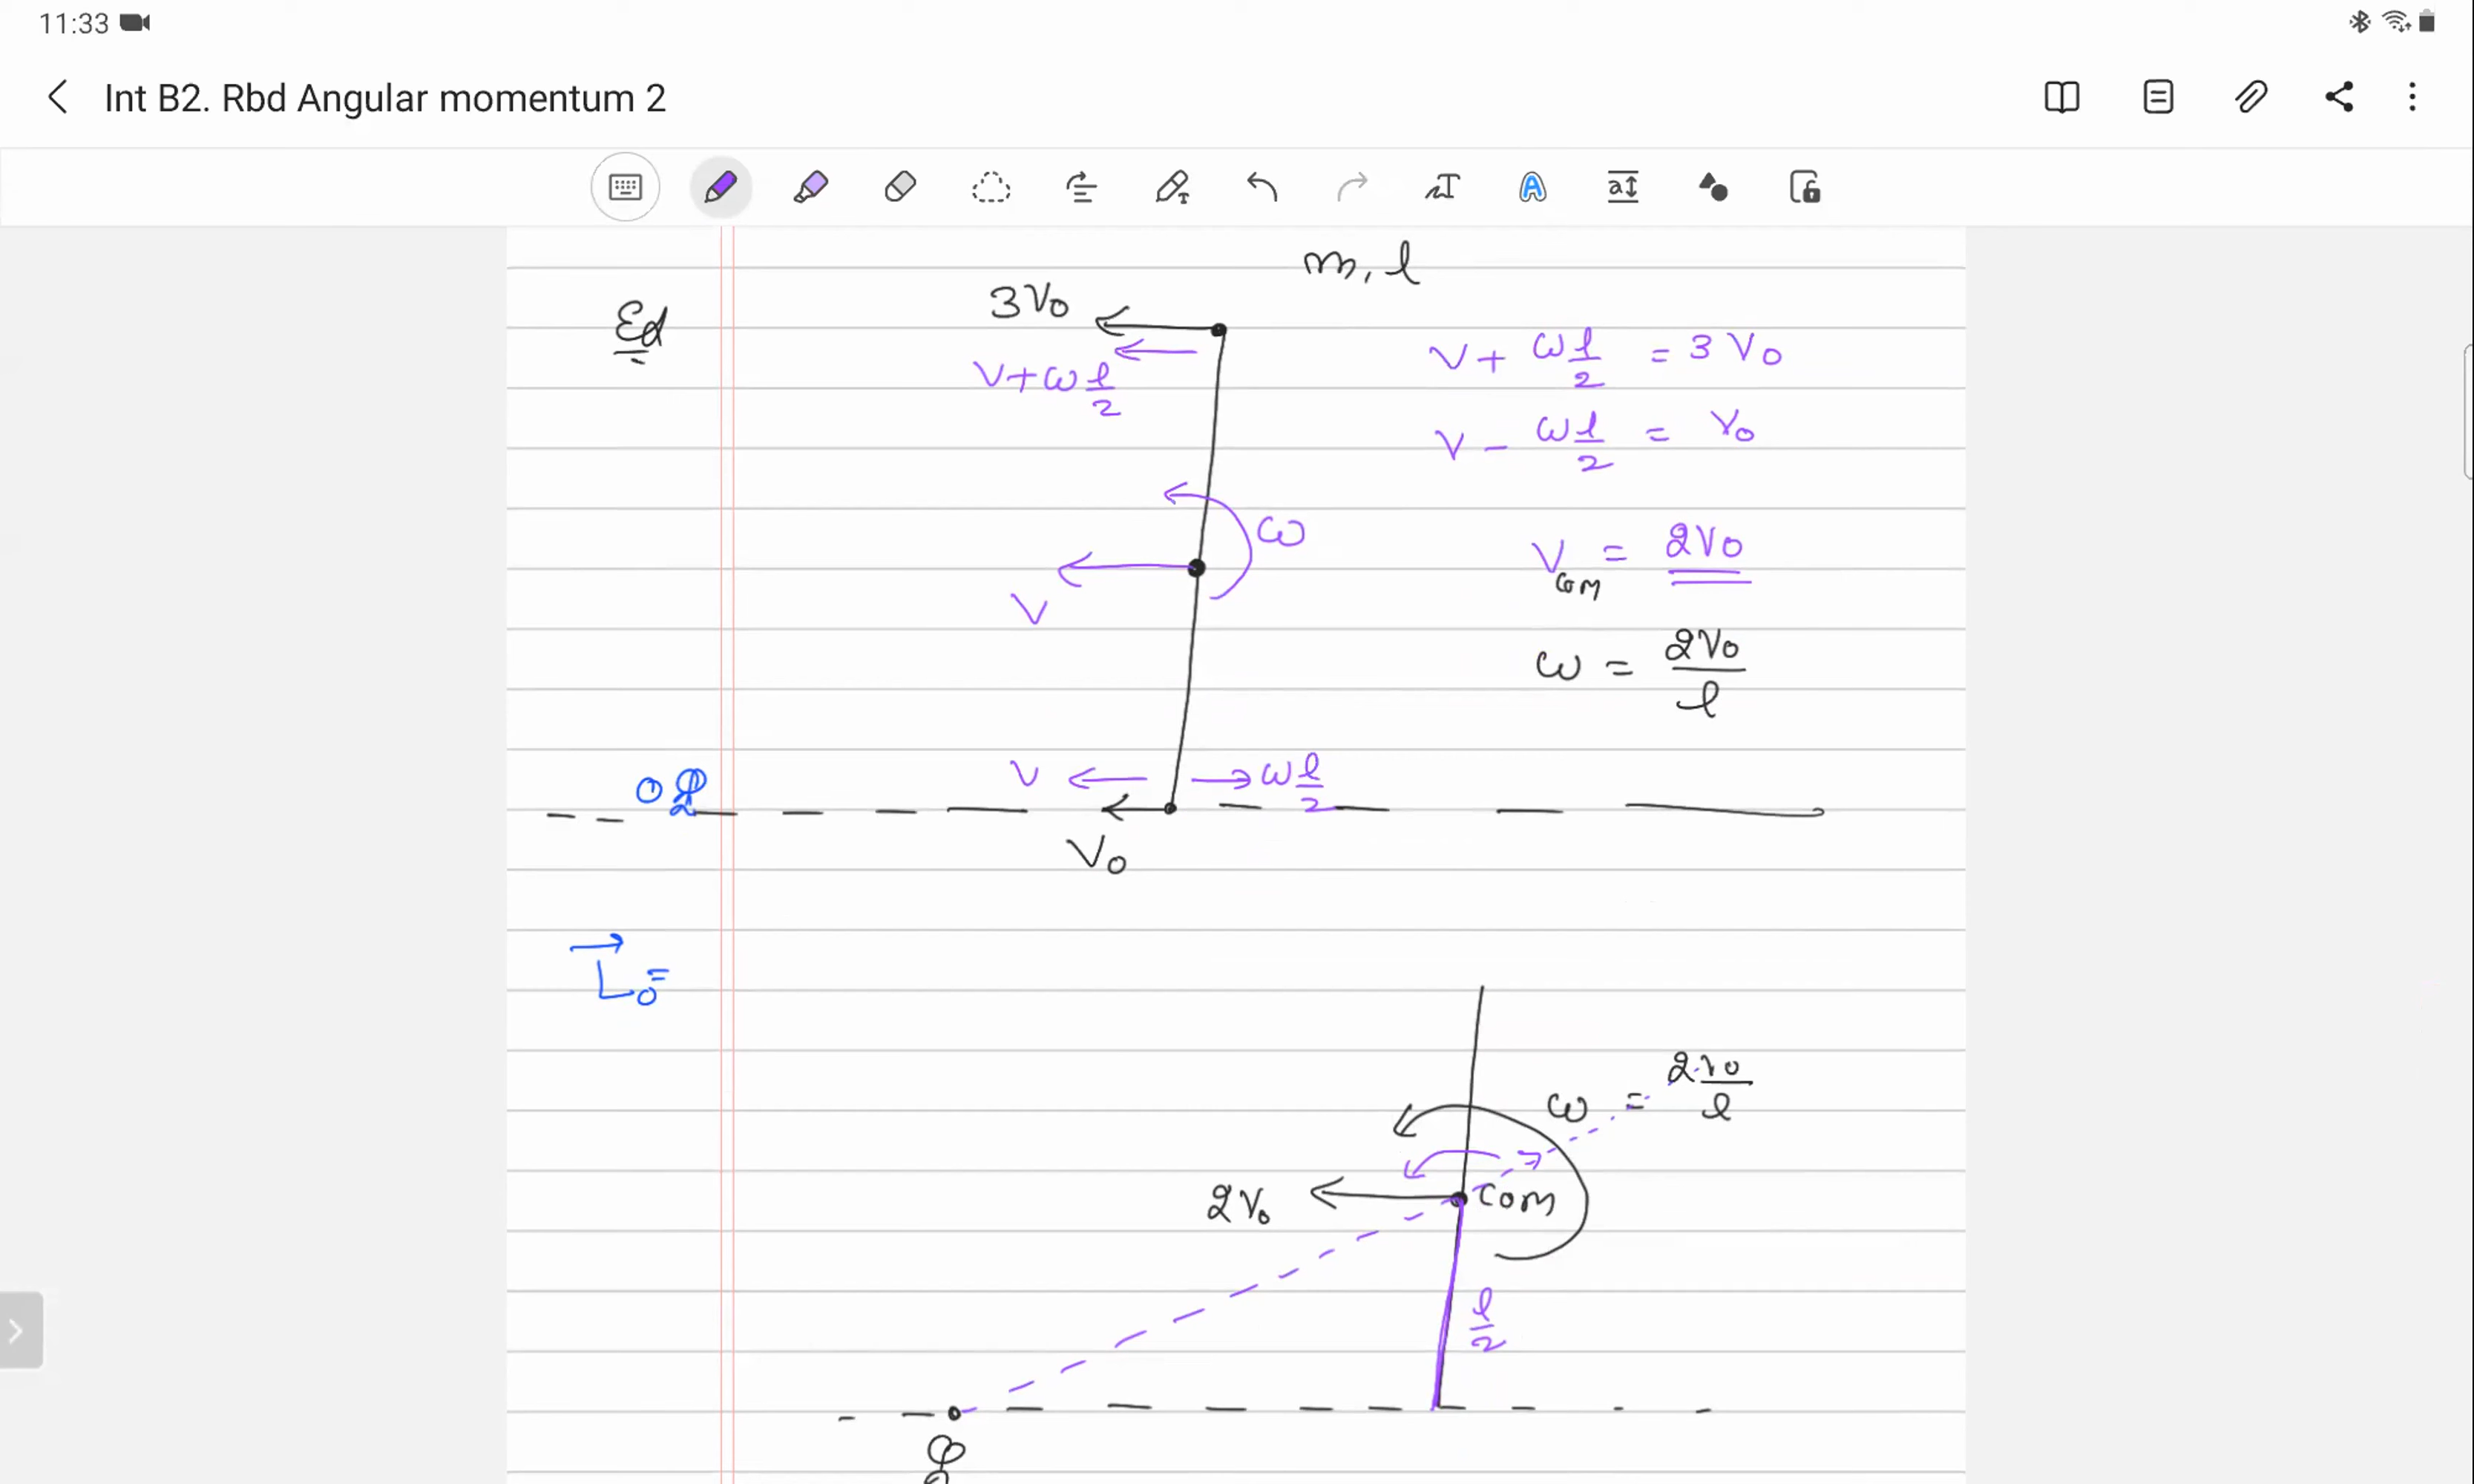 11:33
Int B2. Rbd Angular momentum 2
m, l
3V₀
V + ωl/2
V + ωl/2 = 3V₀
V - ωl/2 = V₀
ω
V
V_com = 2V₀
ω = 2V₀/l
V
ωl/2
V₀
L₀ =
ω = 2V₀/l
2V₀
com
l/2